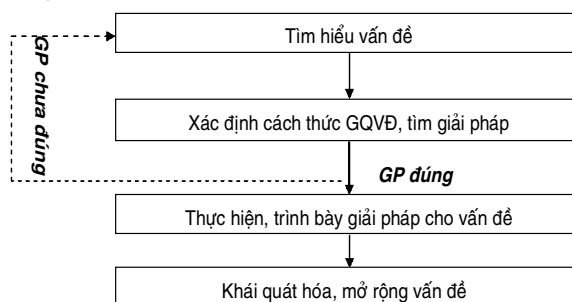 Tìm hiểu vấn đề
GP chưa đúng
Xác định cách thức GQVĐ, tìm giải pháp
GP đúng
Thực hiện, trình bày giải pháp cho vấn đề
Khái quát hóa, mở rộng vấn đề